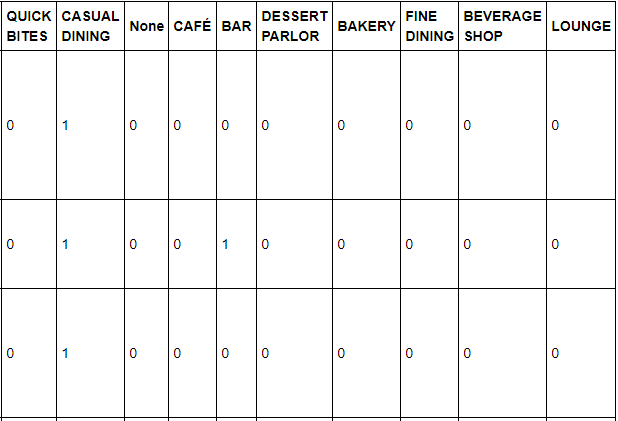 QUICK BITES CASUAL DINING None CAFÉ BAR DESSERT PARLOR BAKERY FINE DINING BEVERAGE SHOP LOUNGE
0 1 0 0 0 0 0 0 0 0
0 1 0 0 1 0 0 0 0 0
0 1 0 0 0 0 0 0 0 0